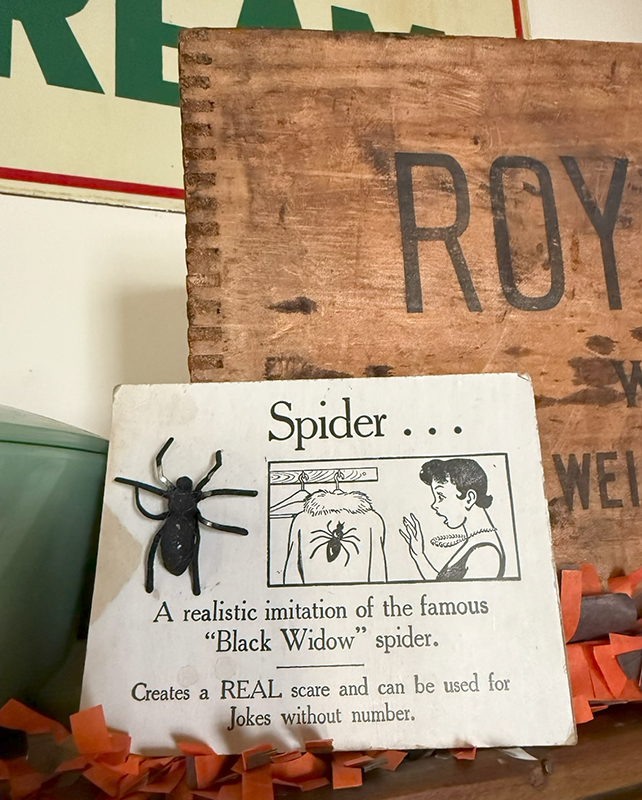 REAM
ROY
Y
WEI
Spider . . .
A realistic imitation of the famous
“Black Widow” spider.
Creates a REAL scare and can be used for
Jokes without number.